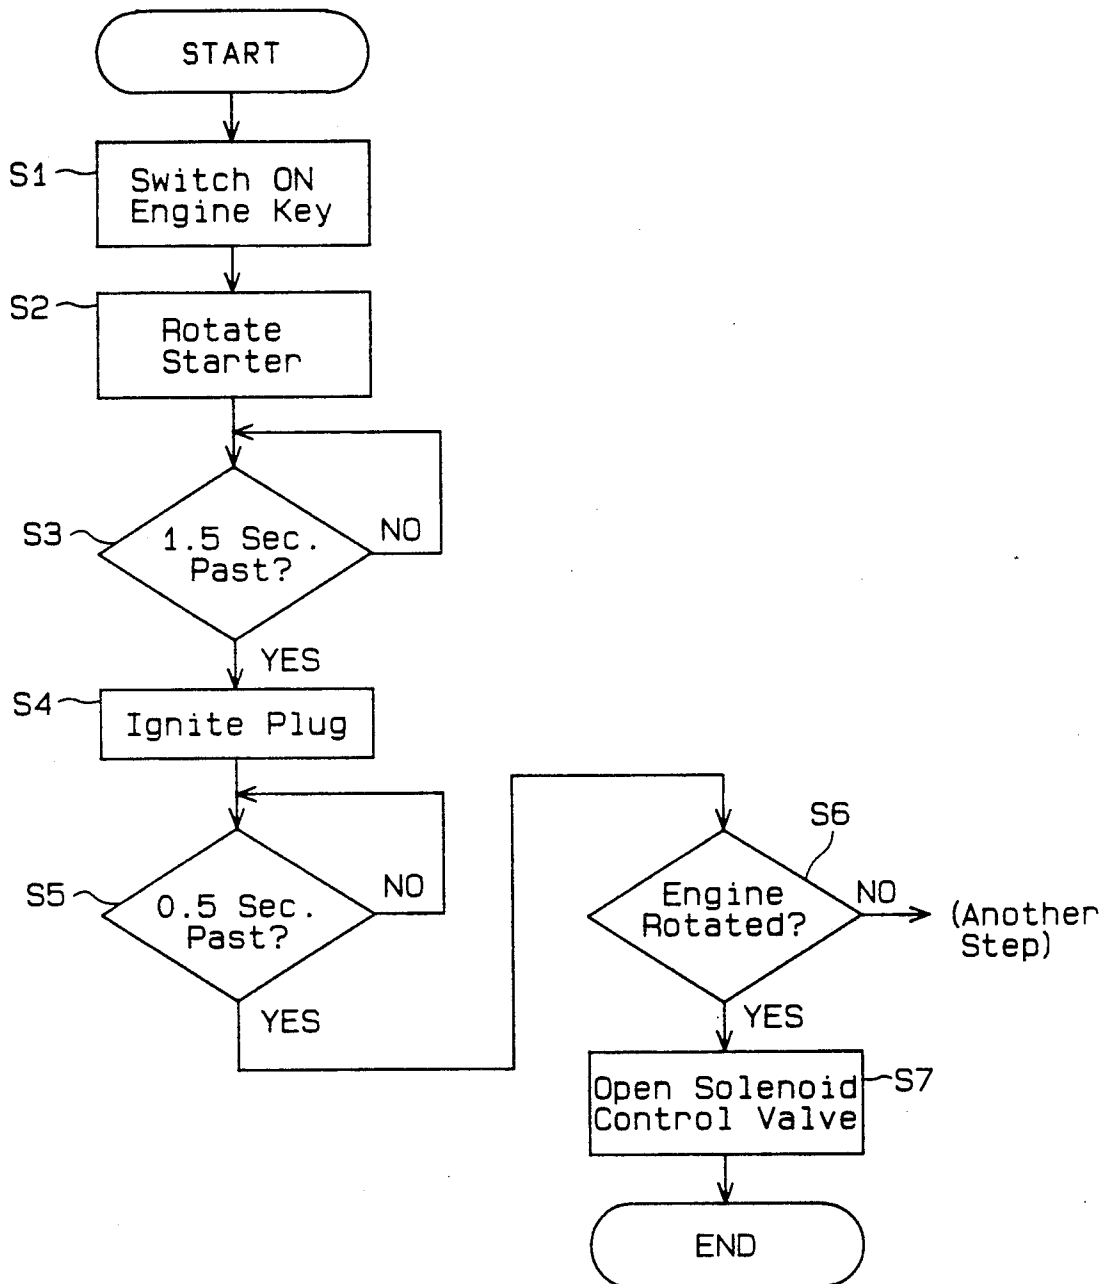 START
S1
Switch ON
Engine Key
S2
Rotate
Starter
S3
1.5 Sec.
Past?
NO
YES
S4
Ignite Plug
S5
0.5 Sec.
Past?
NO
YES
S6
Engine
Rotated?
NO
(Another
Step)
YES
Open Solenoid
Control Valve
S7
END